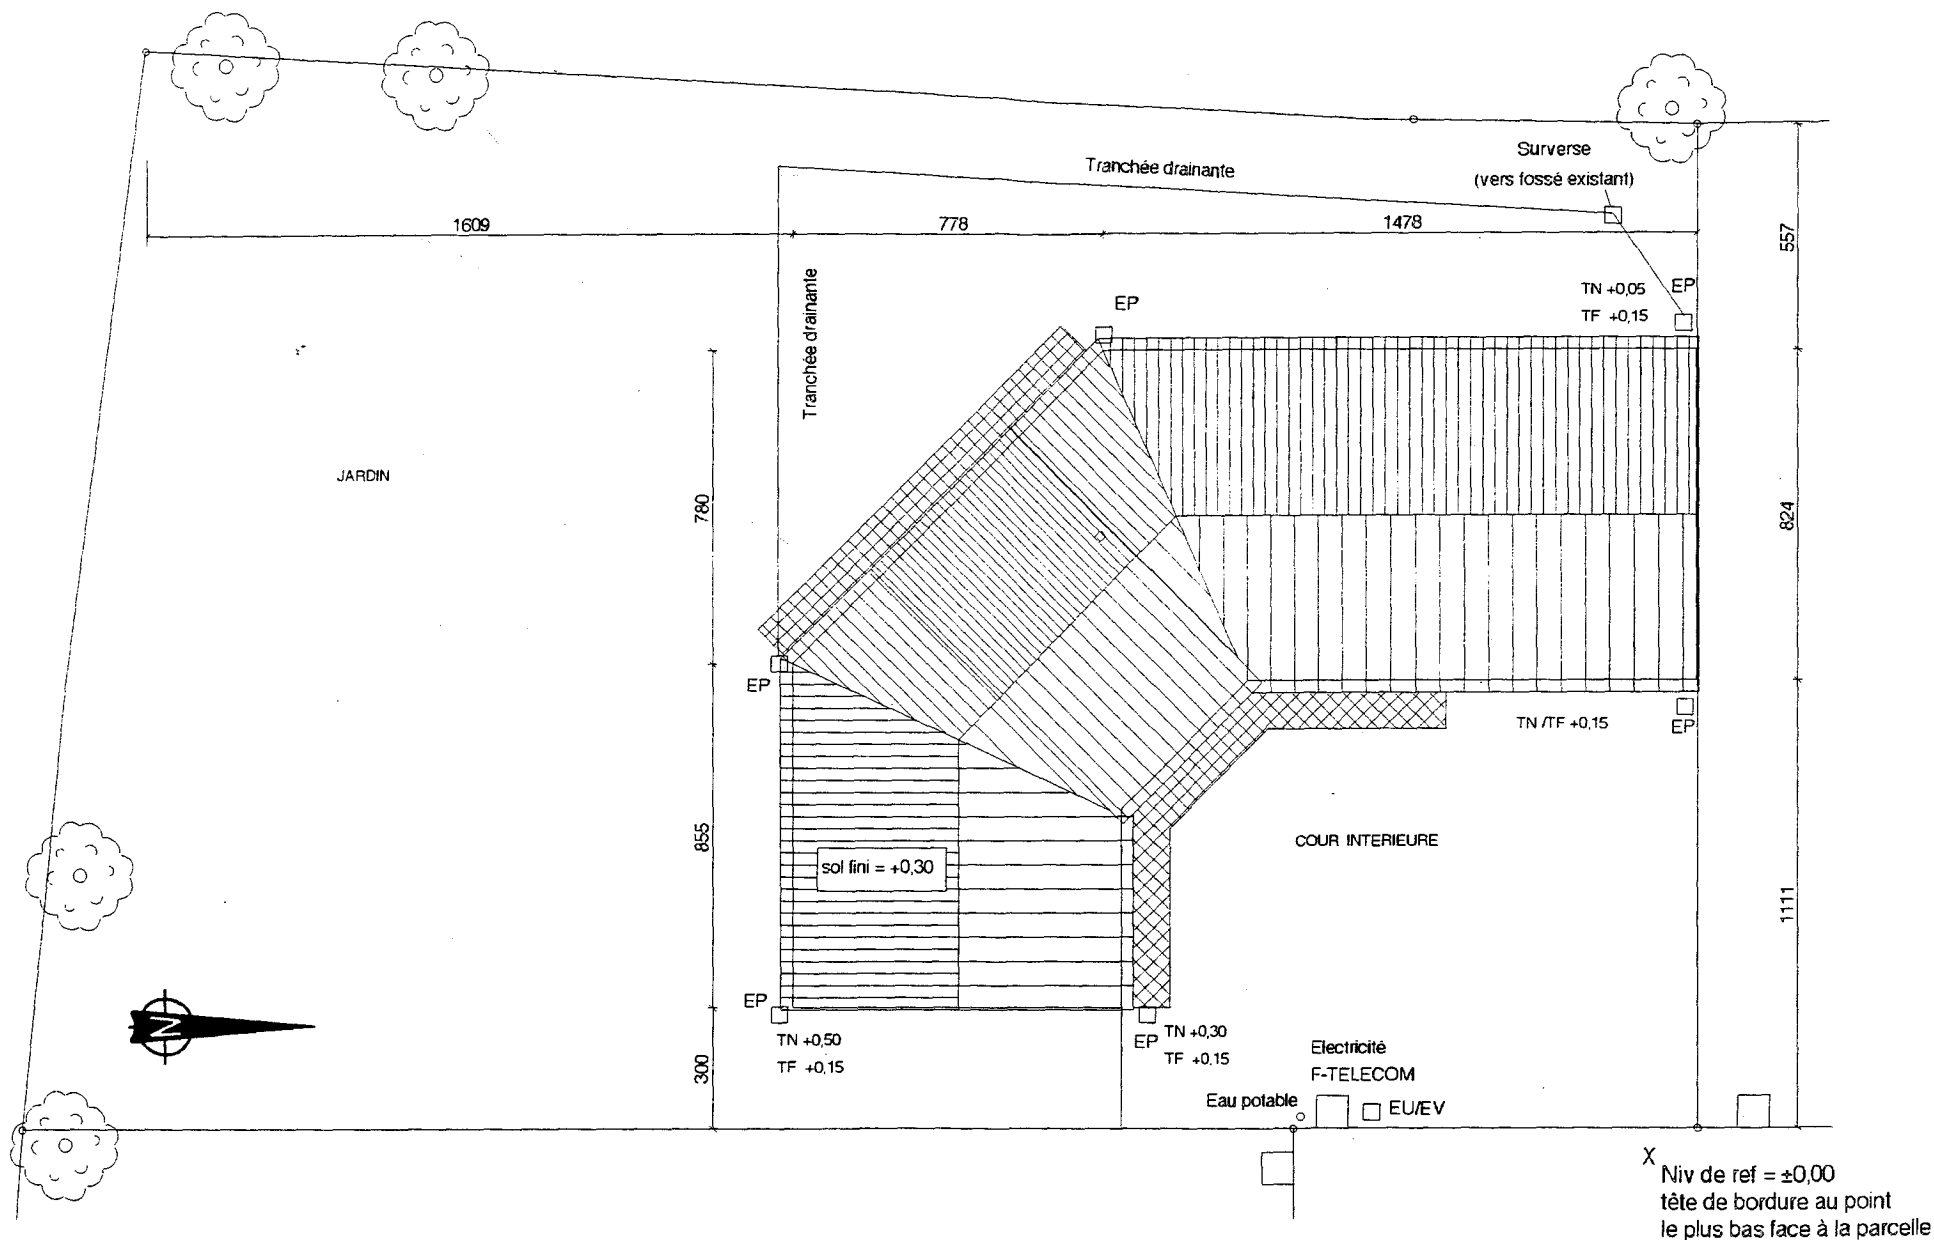 Surverse
(vers fossé existant)
Tranchée drainante
1609
778
1478
557
TN +0,05
EP
TF +0,15
EP
Tranchée drainante
JARDIN
780
824
EP
TN /TF +0,15
EP
855
sol fini = +0,30
COUR INTERIEURE
1111
EP
N
TN +0,50
TF +0,15
EP
TN +0,30
TF +0,15
300
Electricité
F-TELECOM
Eau potable
EU/EV
X
Niv de ref = ±0,00
tête de bordure au point
le plus bas face à la parcelle